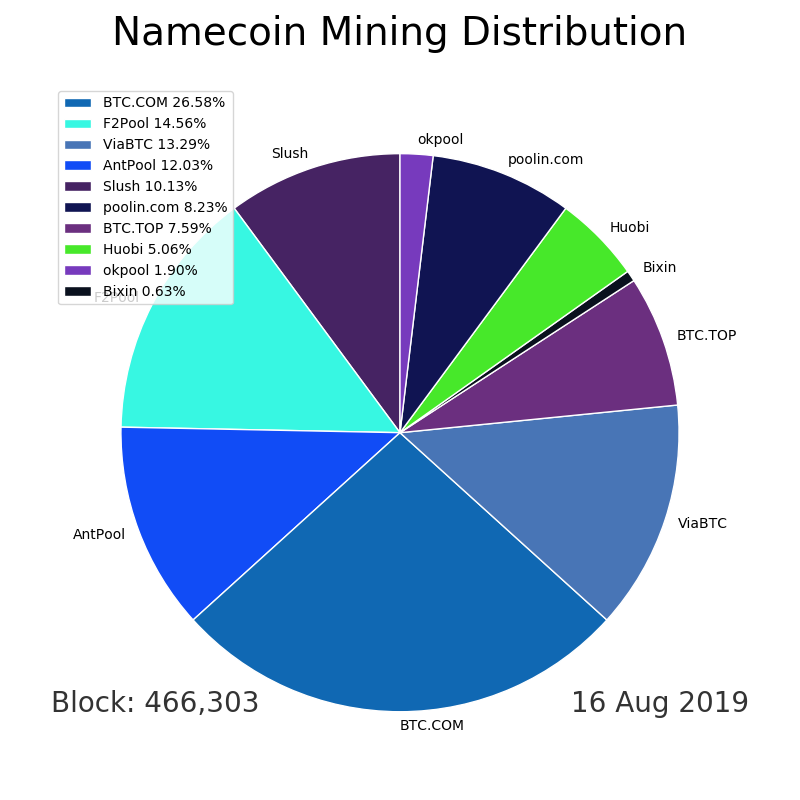 Namecoin Mining Distribution
BTC.COM 26.58%
F2Pool 14.56%
ViaBTC 13.29%
AntPool 12.03%
Slush 10.13%
poolin.com 8.23%
BTC.TOP 7.59%
Huobi 5.06%
okpool 1.90%
Bixin 0.63%
okpool
Slush
poolin.com
Huobi
Bixin
F2Pool
BTC.TOP
ViaBTC
AntPool
Block: 466,303
16 Aug 2019
BTC.COM